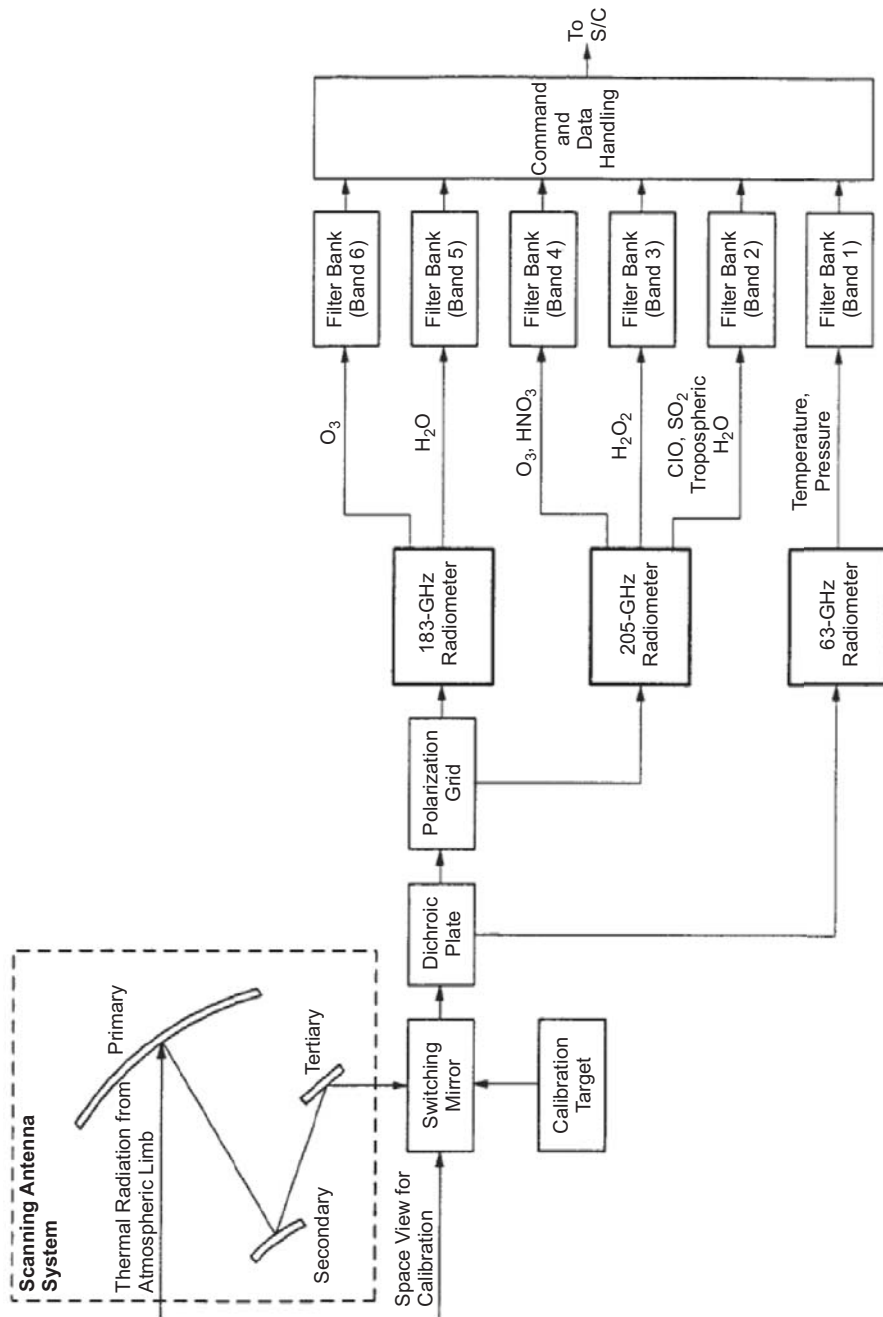 Scanning Antenna
System
Thermal Radiation from
Atmospheric Limb
Primary
Secondary
Tertiary
Space View for
Calibration
Switching
Mirror
Calibration
Target
Dichroic
Plate
Polarization
Grid
183-GHz
Radiometer
205-GHz
Radiometer
63-GHz
Radiometer
O3
H2O
O3, HNO3
H2O2
ClO, SO2
Tropospheric
H2O
Temperature,
Pressure
Filter Bank
(Band 6)
Filter Bank
(Band 5)
Filter Bank
(Band 4)
Filter Bank
(Band 3)
Filter Bank
(Band 2)
Filter Bank
(Band 1)
Command
and
Data
Handling
To
S/C